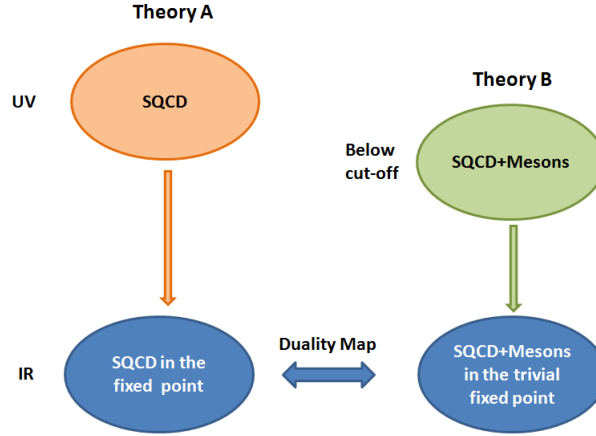 Theory A
UV
SQCD
Theory B
Below
cut-off
SQCD+Mesons
IR
SQCD in the
fixed point
Duality Map
SQCD+Mesons
in the trivial
fixed point